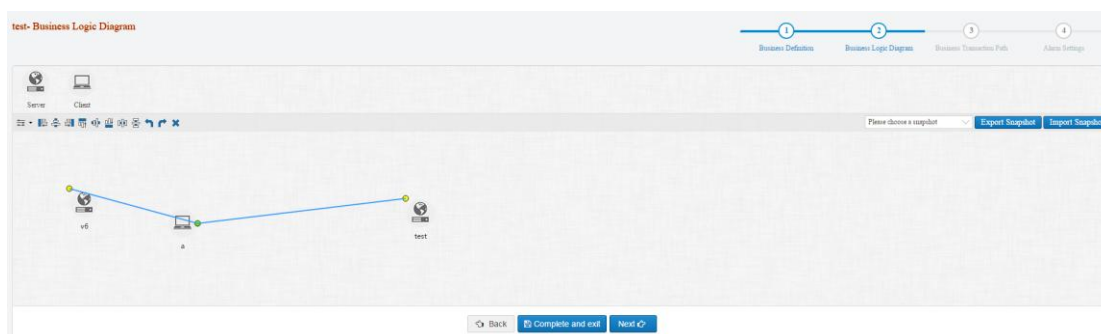 test- Business Logic Diagram
1
2
3
4
Business Definition
Business Logic Diagram
Business Transaction Path
Alarm Settings
Server
Client
Please choose a snapshot
Export Snapshot
Import Snapsho
v6
a
test
Back
Complete and exit
Next